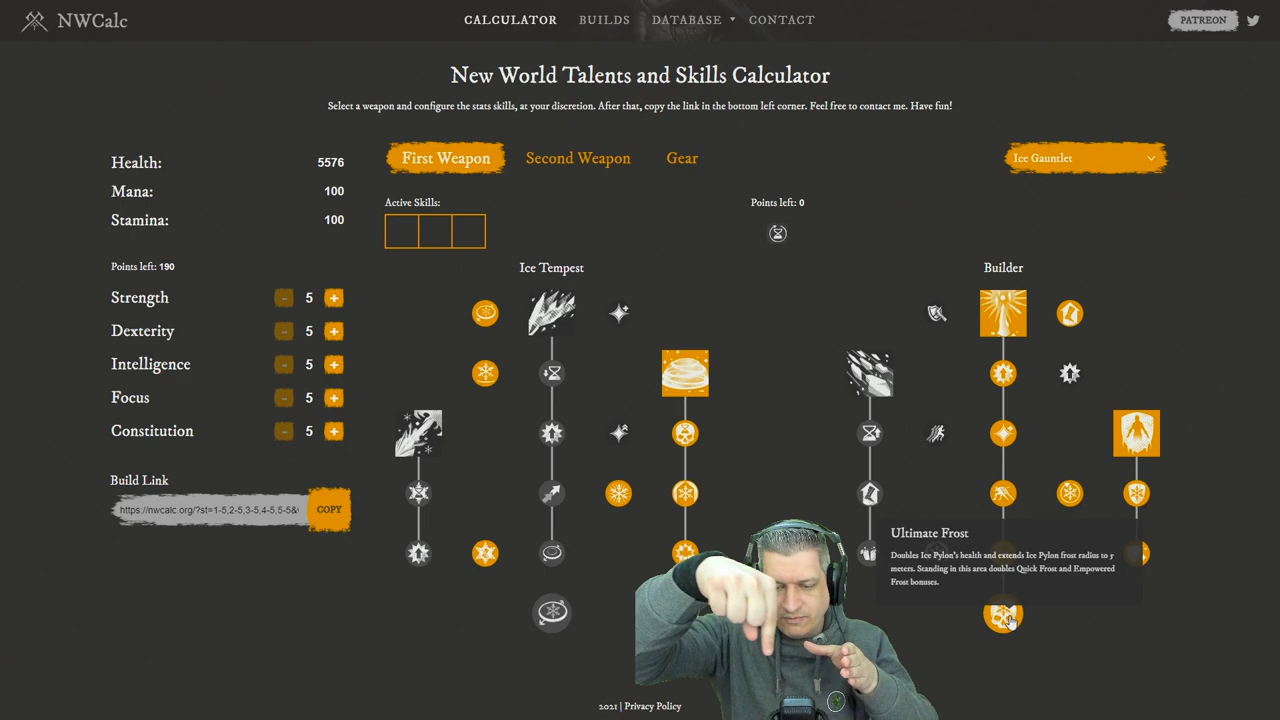 NWCalc
CALCULATOR
BUILDS
DATABASE
CONTACT
PATREON
New World Talents and Skills Calculator
Select a weapon and configure the stats skills, at your discretion. After that, copy the link in the bottom left corner. Feel free to contact me. Have fun!
Health: 5576
Mana: 100
Stamina: 100
First Weapon
Second Weapon
Gear
Ice Gauntlet
Active Skills:
Points left: 0
Points left: 190
Ice Tempest
Builder
Strength - 5 +
Dexterity - 5 +
Intelligence - 5 +
Focus - 5 +
Constitution - 5 +
Build Link
https://nwcalc.org/?st=1-5,2-5,3-5,4-5,5-5&
COPY
Ultimate Frost
Doubles Ice Pylon's health and extends Ice Pylon frost radius to 5
meters. Standing in this area doubles Quick Frost and Empowered
Frost bonuses.
2021 | Privacy Policy